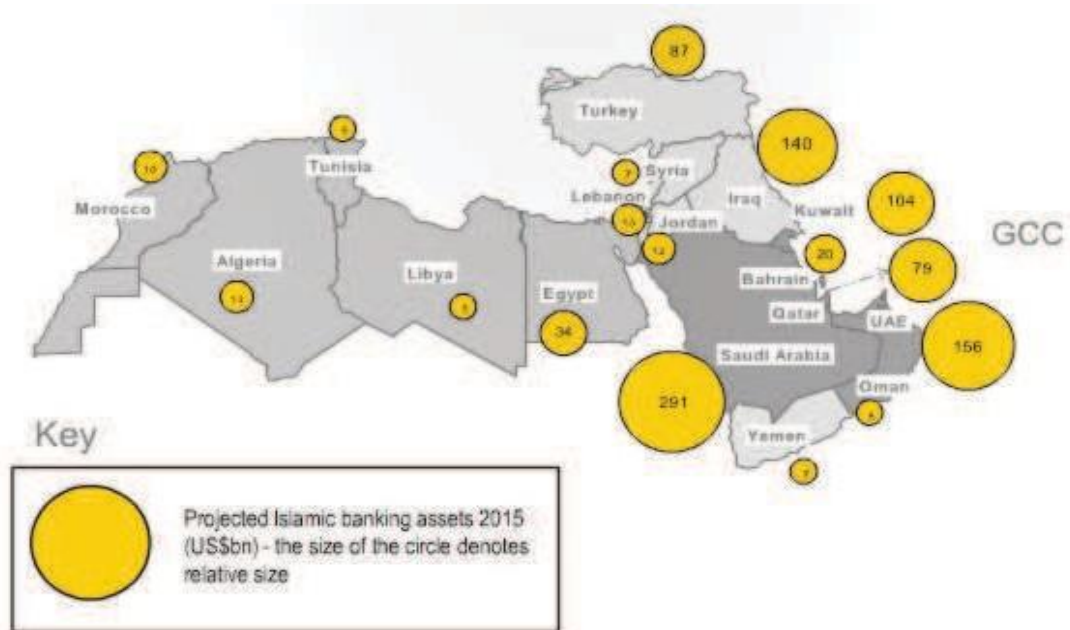 87
Turkey
140
Tunisia
10
7
Syria
Morocco
Lebanon
Iraq
Kuwait
104
GCC
Jordan
20
79
Algeria
Libya
Egypt
Bahrain
Qatar
UAE
34
Saudi Arabia
156
291
Oman
Yemen
Key
Projected Islamic banking assets 2015
(US$bn) - the size of the circle denotes
relative size